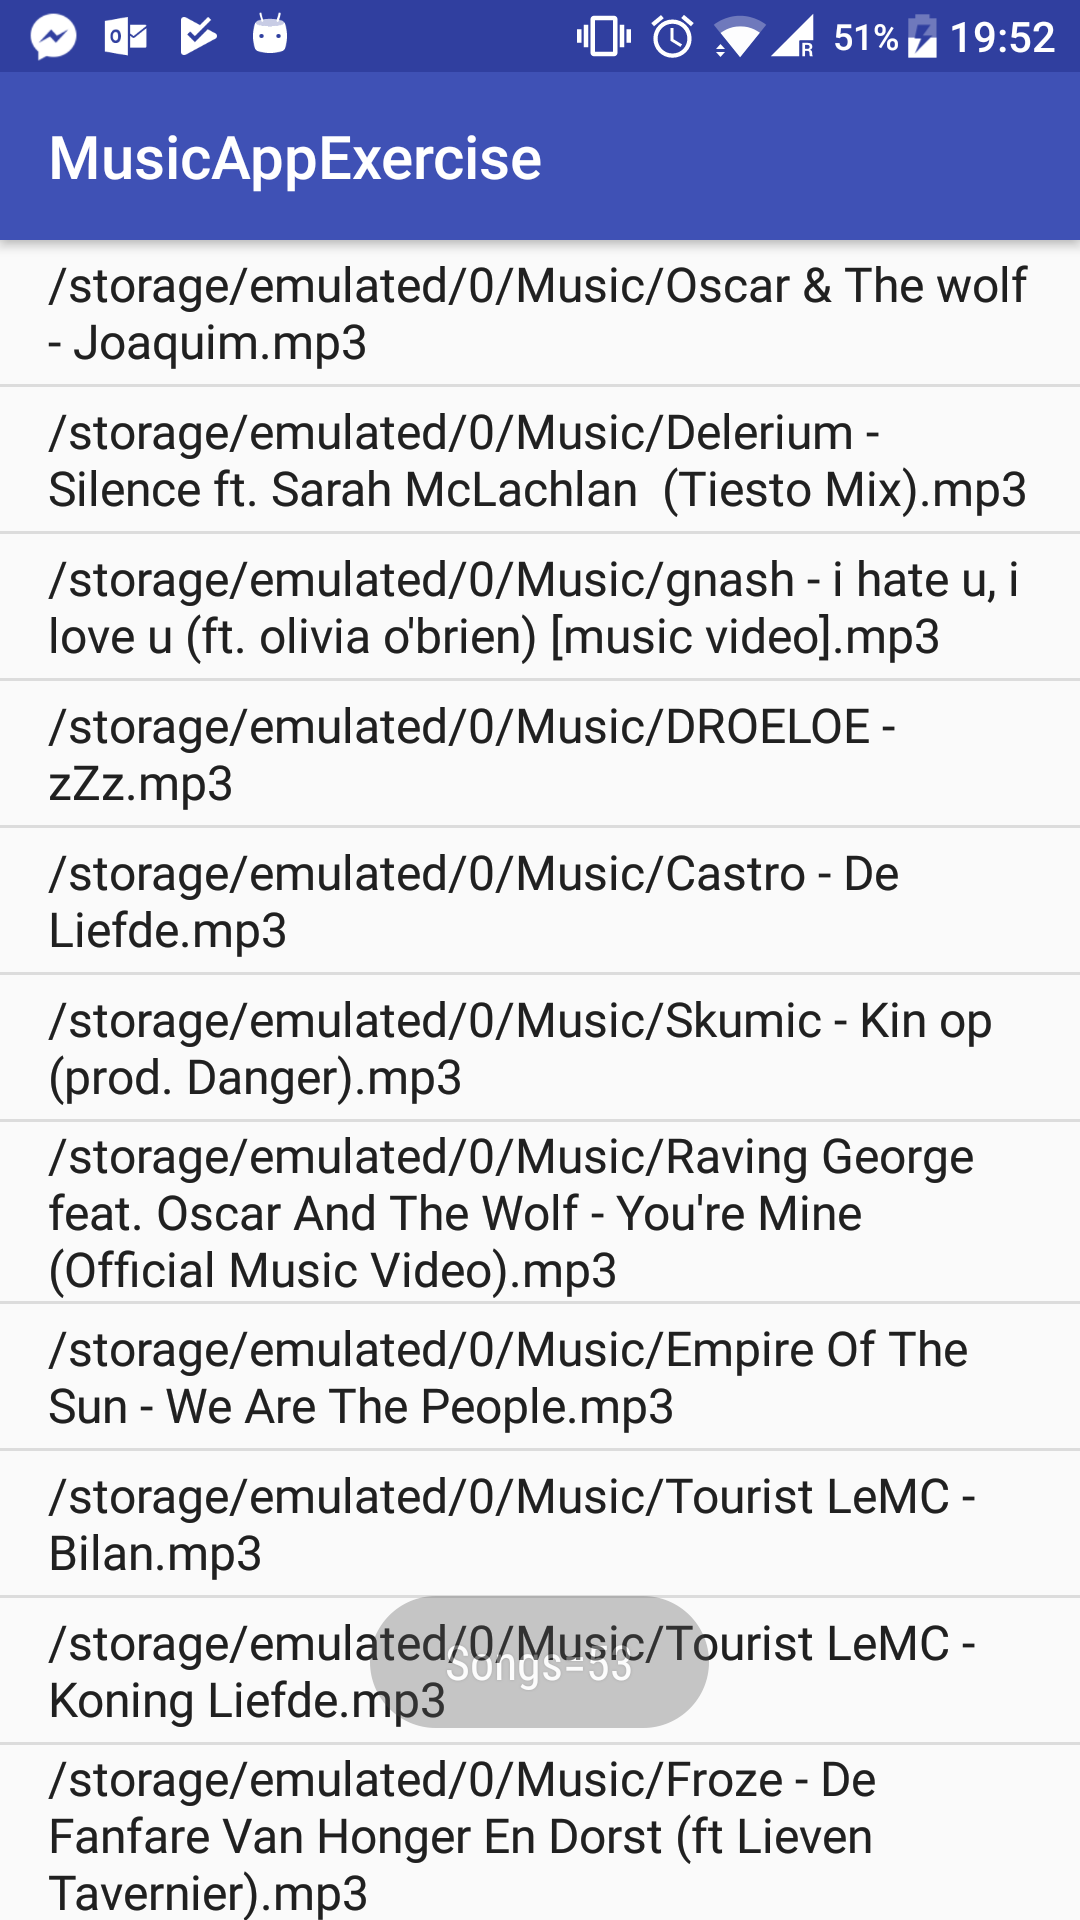 51% 19:52
MusicAppExercise
/storage/emulated/0/Music/Oscar & The wolf
- Joaquim.mp3
/storage/emulated/0/Music/Delerium -
Silence ft. Sarah McLachlan  (Tiesto Mix).mp3
/storage/emulated/0/Music/gnash - i hate u, i
love u (ft. olivia o'brien) [music video].mp3
/storage/emulated/0/Music/DROELOE -
zZz.mp3
/storage/emulated/0/Music/Castro - De
Liefde.mp3
/storage/emulated/0/Music/Skumic - Kin op
(prod. Danger).mp3
/storage/emulated/0/Music/Raving George
feat. Oscar And The Wolf - You're Mine
(Official Music Video).mp3
/storage/emulated/0/Music/Empire Of The
Sun - We Are The People.mp3
/storage/emulated/0/Music/Tourist LeMC -
Bilan.mp3
/storage/emulated/0/Music/Tourist LeMC -
Songs=53
Koning Liefde.mp3
/storage/emulated/0/Music/Froze - De
Fanfare Van Honger En Dorst (ft Lieven
Tavernier).mp3